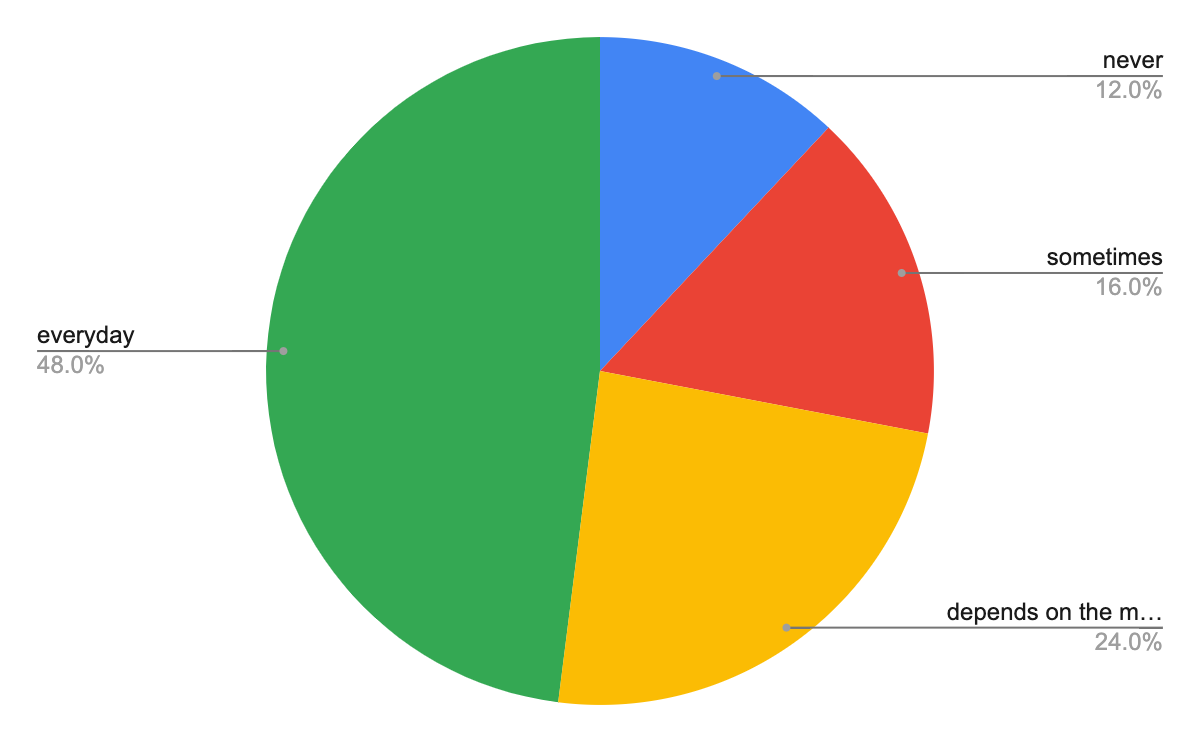 never
12.0%
sometimes
16.0%
everyday
48.0%
depends on the m…
24.0%